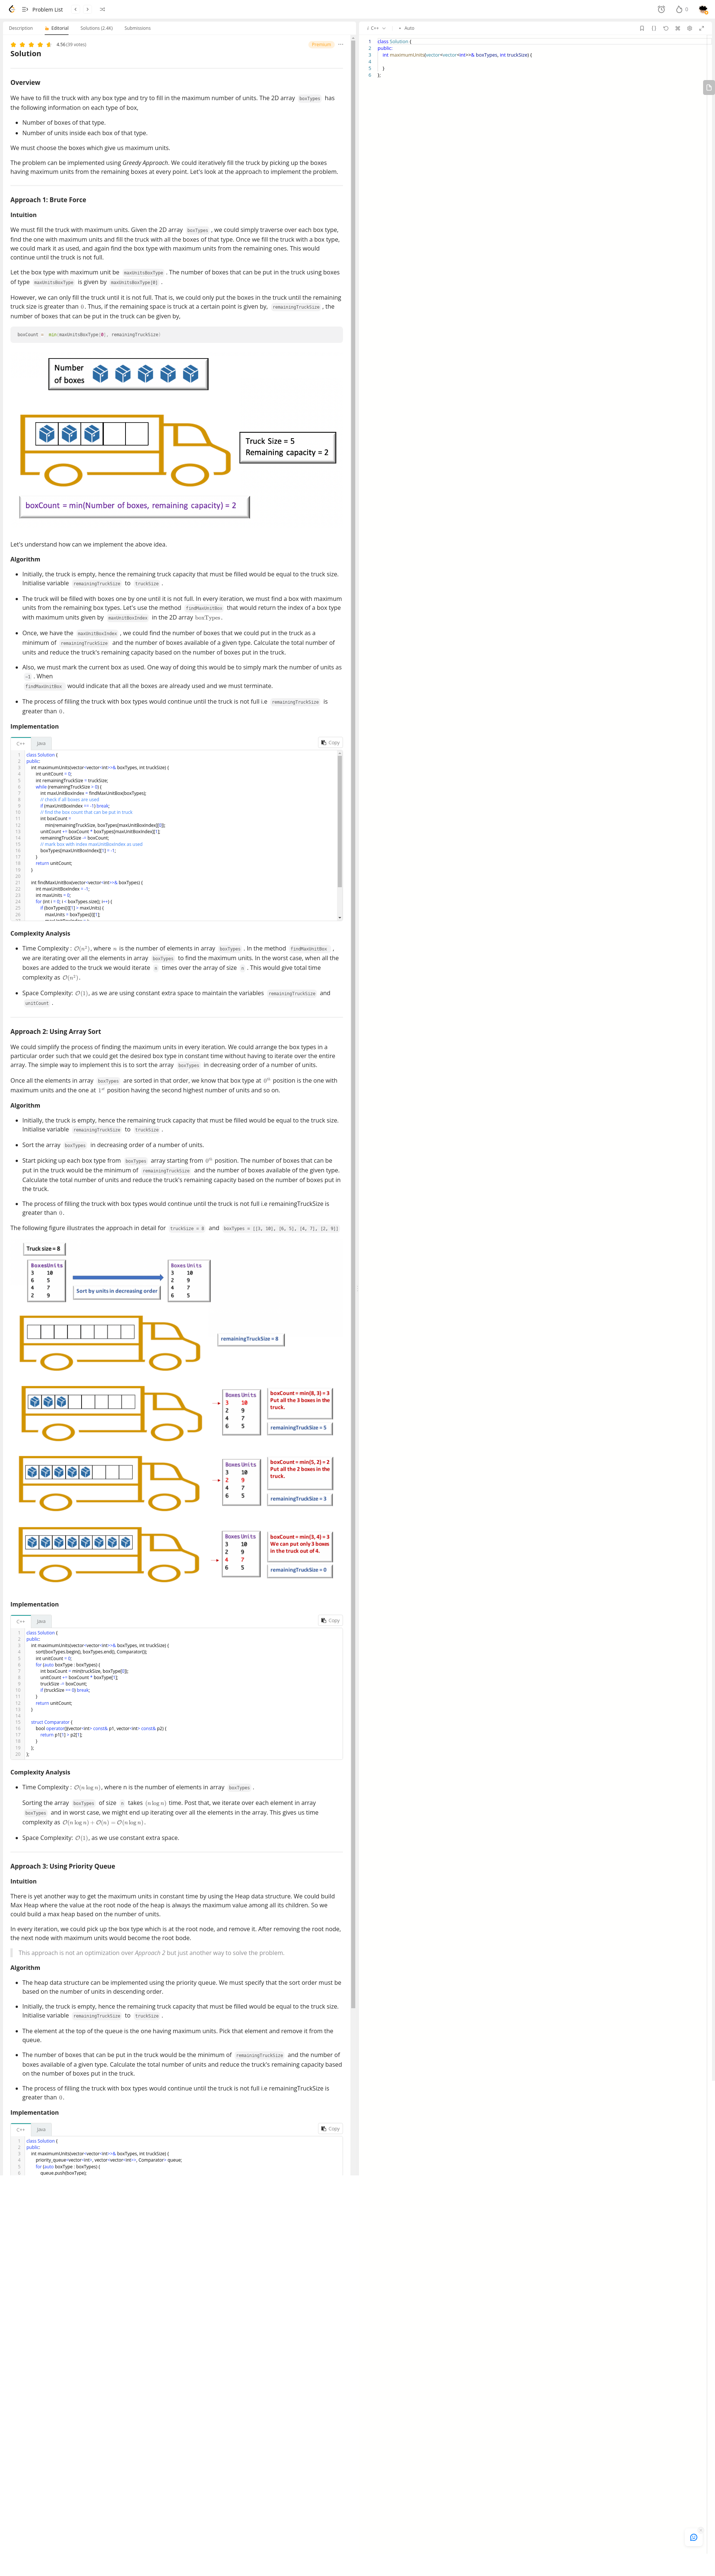 Problem List
0
Description
Editorial
Solutions (2.4K)
Submissions
C++
Auto
4.56 (39 votes)
Premium
Solution
Overview
We have to fill the truck with any box type and try to fill in the maximum number of units. The 2D array boxTypes has
the following information on each type of box,
• Number of boxes of that type.
• Number of units inside each box of that type.
We must choose the boxes which give us maximum units.
The problem can be implemented using Greedy Approach. We could iteratively fill the truck by picking up the boxes
having maximum units from the remaining boxes at every point. Let's look at the approach to implement the problem.
Approach 1: Brute Force
Intuition
We must fill the truck with maximum units. Given the 2D array boxTypes , we could simply traverse over each box type,
find the one with maximum units and fill the truck with all the boxes of that type. Once we fill the truck with a box type,
we could mark it as used, and again find the box type with maximum units from the remaining ones. This would
continue until the truck is not full.
Let the box type with maximum unit be maxUnitsBoxType . The number of boxes that can be put in the truck using boxes
of type maxUnitsBoxType is given by maxUnitsBoxType[0] .
However, we can only fill the truck until it is not full. That is, we could only put the boxes in the truck until the remaining
truck size is greater than 0. Thus, if the remaining space is truck at a certain point is given by, remainingTruckSize , the
number of boxes that can be put in the truck can be given by,
boxCount = min(maxUnitsBoxType[0], remainingTruckSize)
Number
of boxes
Truck Size = 5
Remaining capacity = 2
boxCount = min(Number of boxes, remaining capacity) = 2
Let's understand how can we implement the above idea.
Algorithm
• Initially, the truck is empty, hence the remaining truck capacity that must be filled would be equal to the truck size.
Initialise variable remainingTruckSize to truckSize .
• The truck will be filled with boxes one by one until it is not full. In every iteration, we must find a box with maximum
units from the remaining box types. Let's use the method findMaxUnitBox that would return the index of a box type
with maximum units given by maxUnitBoxIndex in the 2D array boxTypes.
• Once, we have the maxUnitBoxIndex , we could find the number of boxes that we could put in the truck as a
minimum of remainingTruckSize and the number of boxes available of a given type. Calculate the total number of
units and reduce the truck's remaining capacity based on the number of boxes put in the truck.
• Also, we must mark the current box as used. One way of doing this would be to simply mark the number of units as
-1 . When
findMaxUnitBox would indicate that all the boxes are already used and we must terminate.
• The process of filling the truck with box types would continue until the truck is not full i.e remainingTruckSize is
greater than 0.
Implementation
C++
Java
Copy
1 class Solution {
2 public:
3 int maximumUnits(vector<vector<int>>& boxTypes, int truckSize) {
4 int unitCount = 0;
5 int remainingTruckSize = truckSize;
6 while (remainingTruckSize > 0) {
7 int maxUnitBoxIndex = findMaxUnitBox(boxTypes);
8 // check if all boxes are used
9 if (maxUnitBoxIndex == -1) break;
10 // find the box count that can be put in truck
11 int boxCount =
12 min(remainingTruckSize, boxTypes[maxUnitBoxIndex][0]);
13 unitCount += boxCount * boxTypes[maxUnitBoxIndex][1];
14 remainingTruckSize -= boxCount;
15 // mark box with index maxUnitBoxIndex as used
16 boxTypes[maxUnitBoxIndex][1] = -1;
17 }
18 return unitCount;
19 }
20
21 int findMaxUnitBox(vector<vector<int>>& boxTypes) {
22 int maxUnitBoxIndex = -1;
23 int maxUnits = 0;
24 for (int i = 0; i < boxTypes.size(); i++) {
25 if (boxTypes[i][1] > maxUnits) {
26 maxUnits = boxTypes[i][1];
Complexity Analysis
• Time Complexity : O(n²), where n is the number of elements in array boxTypes . In the method findMaxUnitBox ,
we are iterating over all the elements in array boxTypes to find the maximum units. In the worst case, when all the
boxes are added to the truck we would iterate n times over the array of size n . This would give total time
complexity as O(n²).
• Space Complexity: O(1), as we are using constant extra space to maintain the variables remainingTruckSize and
unitCount .
Approach 2: Using Array Sort
We could simplify the process of finding the maximum units in every iteration. We could arrange the box types in a
particular order such that we could get the desired box type in constant time without having to iterate over the entire
array. The simple way to implement this is to sort the array boxTypes in decreasing order of a number of units.
Once all the elements in array boxTypes are sorted in that order, we know that box type at 0th position is the one with
maximum units and the one at 1st position having the second highest number of units and so on.
Algorithm
• Initially, the truck is empty, hence the remaining truck capacity that must be filled would be equal to the truck size.
Initialise variable remainingTruckSize to truckSize .
• Sort the array boxTypes in decreasing order of a number of units.
• Start picking up each box type from boxTypes array starting from 0th position. The number of boxes that can be
put in the truck would be the minimum of remainingTruckSize and the number of boxes available of the given type.
Calculate the total number of units and reduce the truck's remaining capacity based on the number of boxes put in
the truck.
• The process of filling the truck with box types would continue until the truck is not full i.e remainingTruckSize is
greater than 0.
The following figure illustrates the approach in detail for truckSize = 8 and boxTypes = [[3, 10], [6, 5], [4, 7], [2, 9]]
Truck size = 8
Boxes Units
3 10
6 5
4 7
2 9
Sort by units in decreasing order
Boxes Units
3 10
2 9
4 7
6 5
remainingTruckSize = 8
Boxes Units
3 10
2 9
4 7
6 5
boxCount = min(8, 3) = 3
Put all the 3 boxes in the
truck.
remainingTruckSize = 5
Boxes Units
3 10
2 9
4 7
6 5
boxCount = min(5, 2) = 2
Put all the 2 boxes in the
truck.
remainingTruckSize = 3
Boxes Units
3 10
2 9
4 7
6 5
boxCount = min(3, 4) = 3
We can put only 3 boxes
in the truck out of 4.
remainingTruckSize = 0
Implementation
C++
Java
Copy
1 class Solution {
2 public:
3 int maximumUnits(vector<vector<int>>& boxTypes, int truckSize) {
4 sort(boxTypes.begin(), boxTypes.end(), Comparator());
5 int unitCount = 0;
6 for (auto boxType : boxTypes) {
7 int boxCount = min(truckSize, boxType[0]);
8 unitCount += boxCount * boxType[1];
9 truckSize -= boxCount;
10 if (truckSize == 0) break;
11 }
12 return unitCount;
13 }
14
15 struct Comparator {
16 bool operator()(vector<int> const& p1, vector<int> const& p2) {
17 return p1[1] > p2[1];
18 }
19 };
20 };
Complexity Analysis
• Time Complexity : O(n log n), where n is the number of elements in array boxTypes .
Sorting the array boxTypes of size n takes (n log n) time. Post that, we iterate over each element in array
boxTypes and in worst case, we might end up iterating over all the elements in the array. This gives us time
complexity as O(n log n) + O(n) = O(n log n).
• Space Complexity: O(1), as we use constant extra space.
Approach 3: Using Priority Queue
Intuition
There is yet another way to get the maximum units in constant time by using the Heap data structure. We could build
Max Heap where the value at the root node of the heap is always the maximum value among all its children. So we
could build a max heap based on the number of units.
In every iteration, we could pick up the box type which is at the root node, and remove it. After removing the root node,
the next node with maximum units would become the root bode.
This approach is not an optimization over Approach 2 but just another way to solve the problem.
Algorithm
• The heap data structure can be implemented using the priority queue. We must specify that the sort order must be
based on the number of units in descending order.
• Initially, the truck is empty, hence the remaining truck capacity that must be filled would be equal to the truck size.
Initialise variable remainingTruckSize to truckSize .
• The element at the top of the queue is the one having maximum units. Pick that element and remove it from the
queue.
• The number of boxes that can be put in the truck would be the minimum of remainingTruckSize and the number of
boxes available of a given type. Calculate the total number of units and reduce the truck's remaining capacity based
on the number of boxes put in the truck.
• The process of filling the truck with box types would continue until the truck is not full i.e remainingTruckSize is
greater than 0.
Implementation
C++
Java
Copy
1 class Solution {
2 public:
3 int maximumUnits(vector<vector<int>>& boxTypes, int truckSize) {
4 priority_queue<vector<int>, vector<vector<int>>, Comparator> queue;
5 for (auto boxType : boxTypes) {
6 queue.push(boxType);
1 class Solution {
2 public:
3 int maximumUnits(vector<vector<int>>& boxTypes, int truckSize) {
4
5 }
6 };